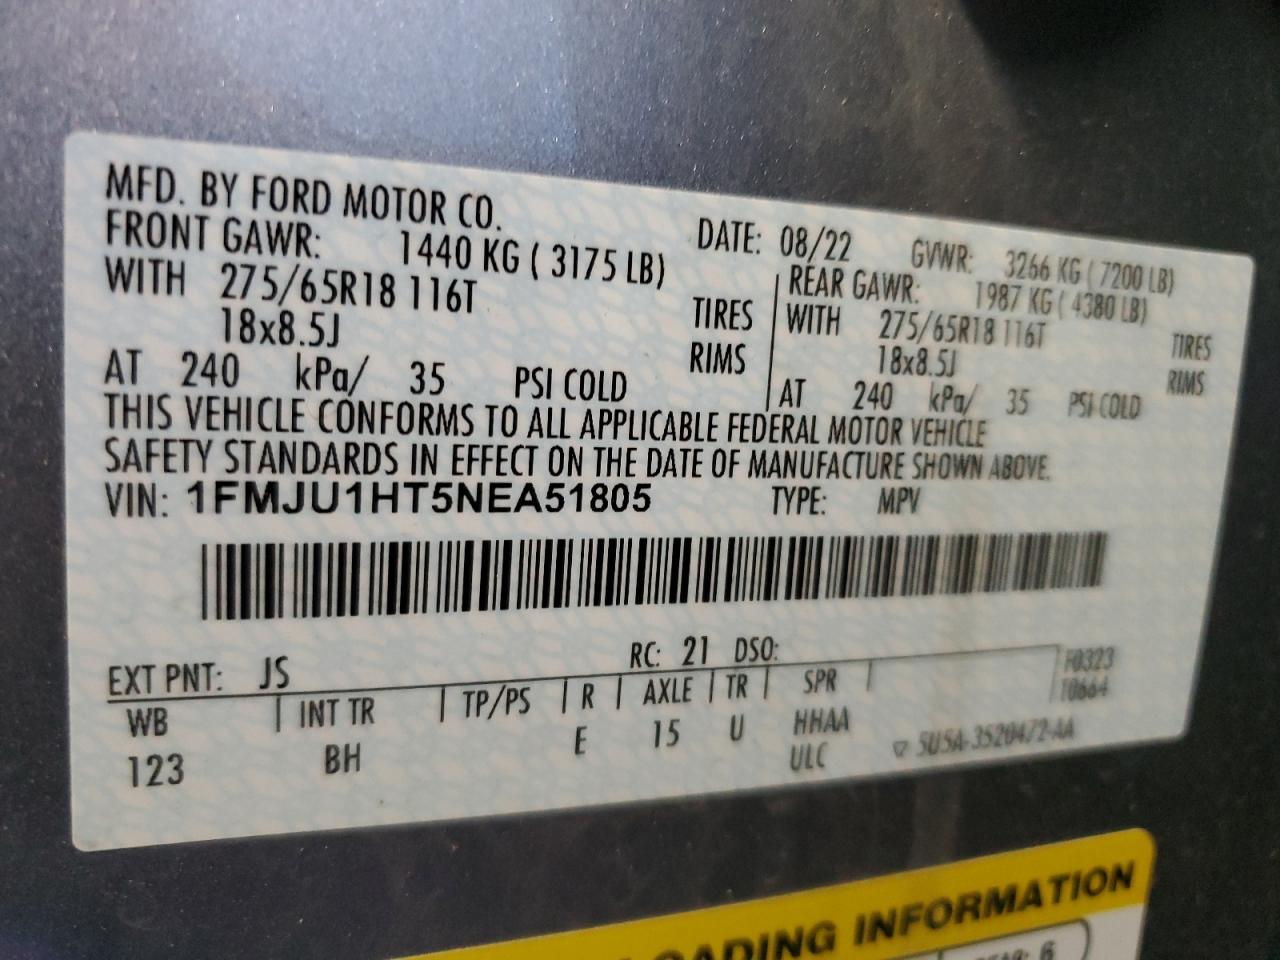 MFD. BY FORD MOTOR CO.
DATE: 08/22 GVWR: 3266 KG ( 7200 LB)
FRONT GAWR: 1440 KG ( 3175 LB)
WITH 275/65R18 116T TIRES
18x8.5J RIMS
AT 240 kPa/ 35 PSI COLD
REAR GAWR: 1987 KG ( 4380 LB)
WITH 275/65R18 116T TIRES
18x8.5J RIMS
AT 240 kPa/ 35 PSI COLD
THIS VEHICLE CONFORMS TO ALL APPLICABLE FEDERAL MOTOR VEHICLE
SAFETY STANDARDS IN EFFECT ON THE DATE OF MANUFACTURE SHOWN ABOVE.
VIN: 1FMJU1HT5NEA51805 TYPE: MPV
EXT PNT: JS RC: 21 DSO:
F0323
T0664
WB INT TR TP/PS R AXLE TR SPR
123 BH E 15 U HHAA
ULC 5U5A-3520472-AA
LOADING INFORMATION
REAR: 6